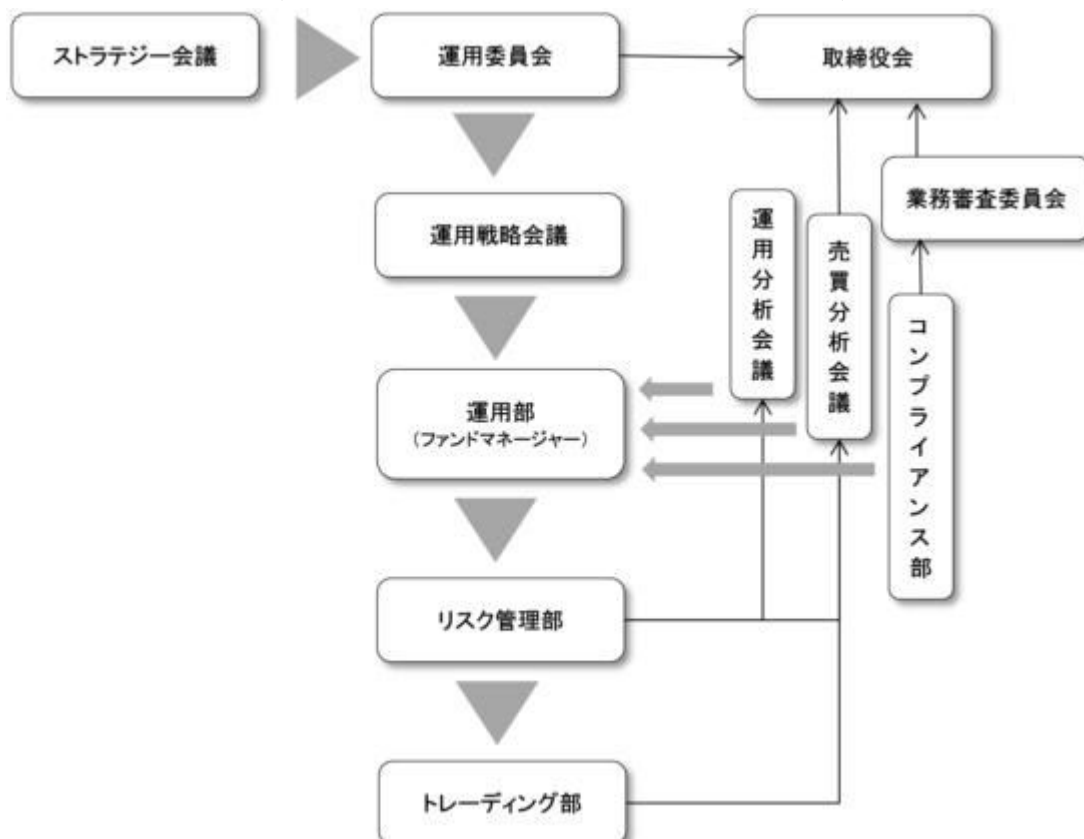 ストラテジー会議
運用委員会
取締役会
業務審査委員会
運用戦略会議
運用分析会議
売買分析会議
コンプライアンス部
運用部
(ファンドマネージャー)
リスク管理部
トレーディング部